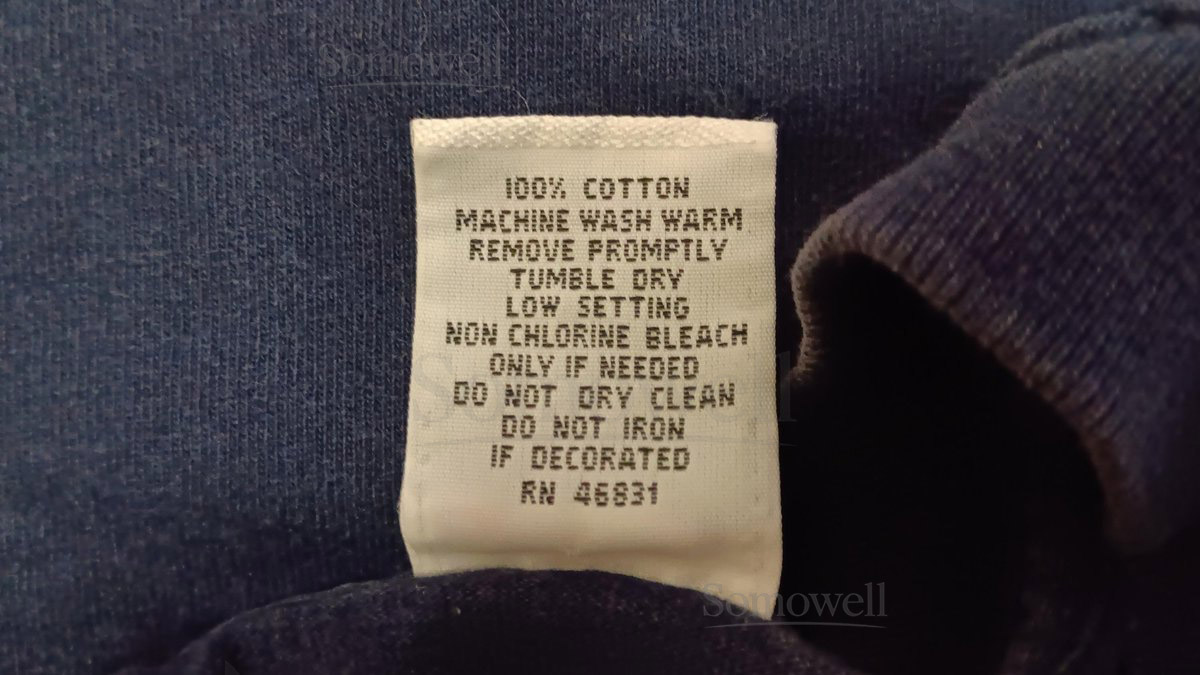 Somowell
100% COTTON
MACHINE WASH WARM
REMOVE PROMPTLY
TUMBLE DRY
LOW SETTING
NON CHLORINE BLEACH
ONLY IF NEEDED
DO NOT DRY CLEAN
DO NOT IRON
IF DECORATED
RN 46831
Somowell